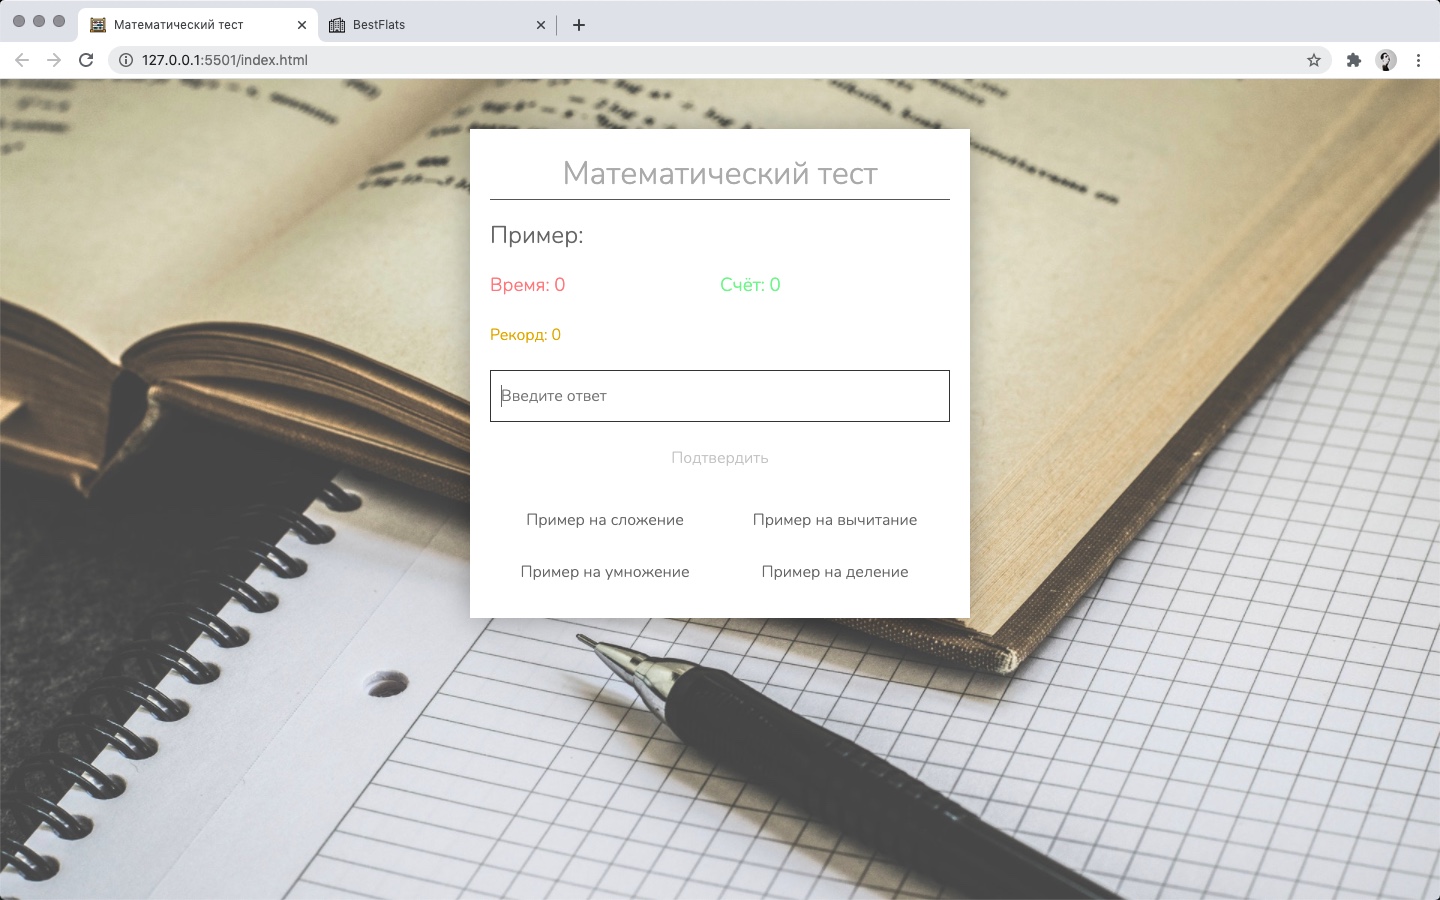 Математический тест
BestFlats
127.0.0.1:5501/index.html
Математический тест
Пример:
Время: 0 Счёт: 0
Рекорд: 0
Введите ответ
Подтвердить
Пример на сложение Пример на вычитание
Пример на умножение Пример на деление